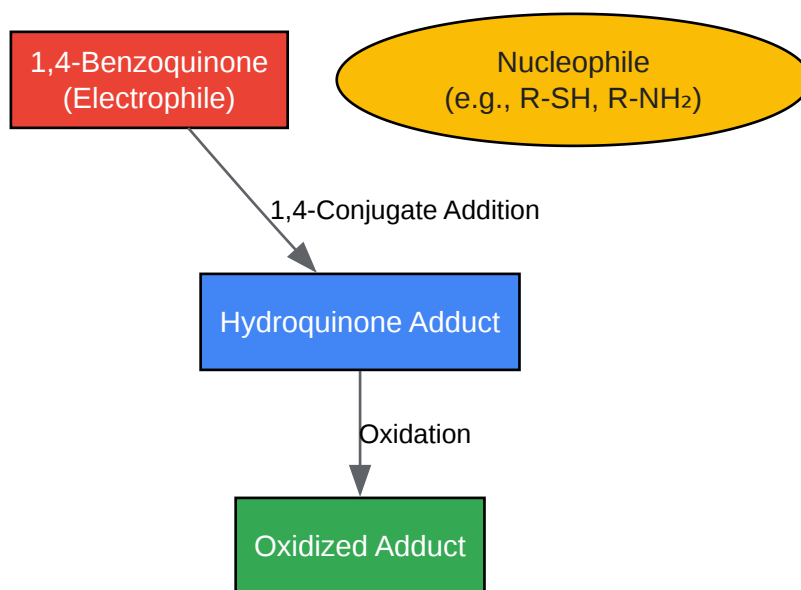 1,4-Benzoquinone
(Electrophile)
Nucleophile
(e.g., R-SH, R-NH₂)
1,4-Conjugate Addition
Hydroquinone Adduct
Oxidation
Oxidized Adduct